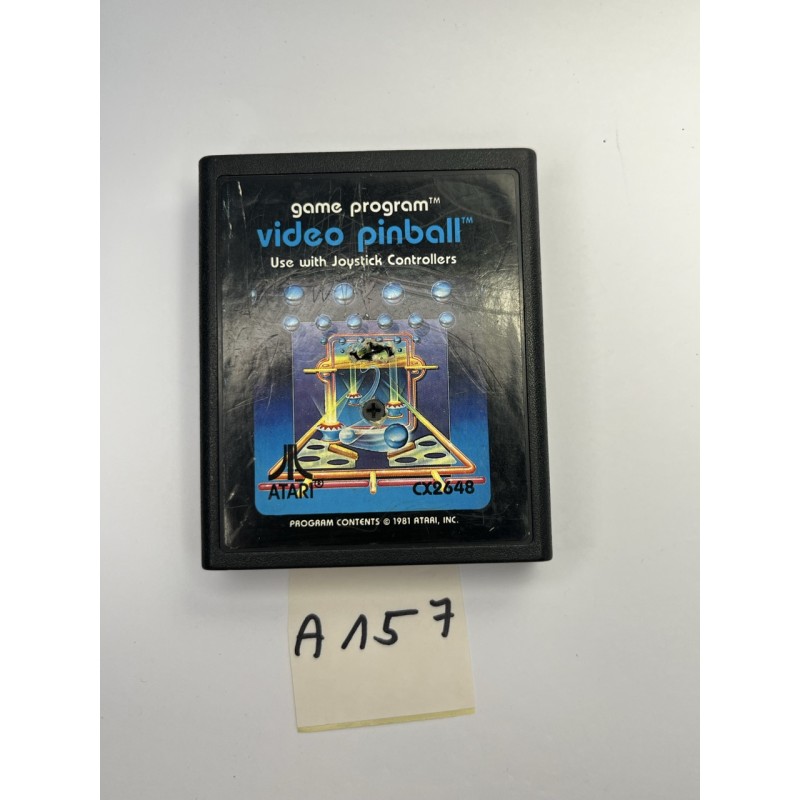 game program™
video pinball™
Use with Joystick Controllers
ATARI®
CX2648
PROGRAM CONTENTS © 1981 ATARI, INC.
A157